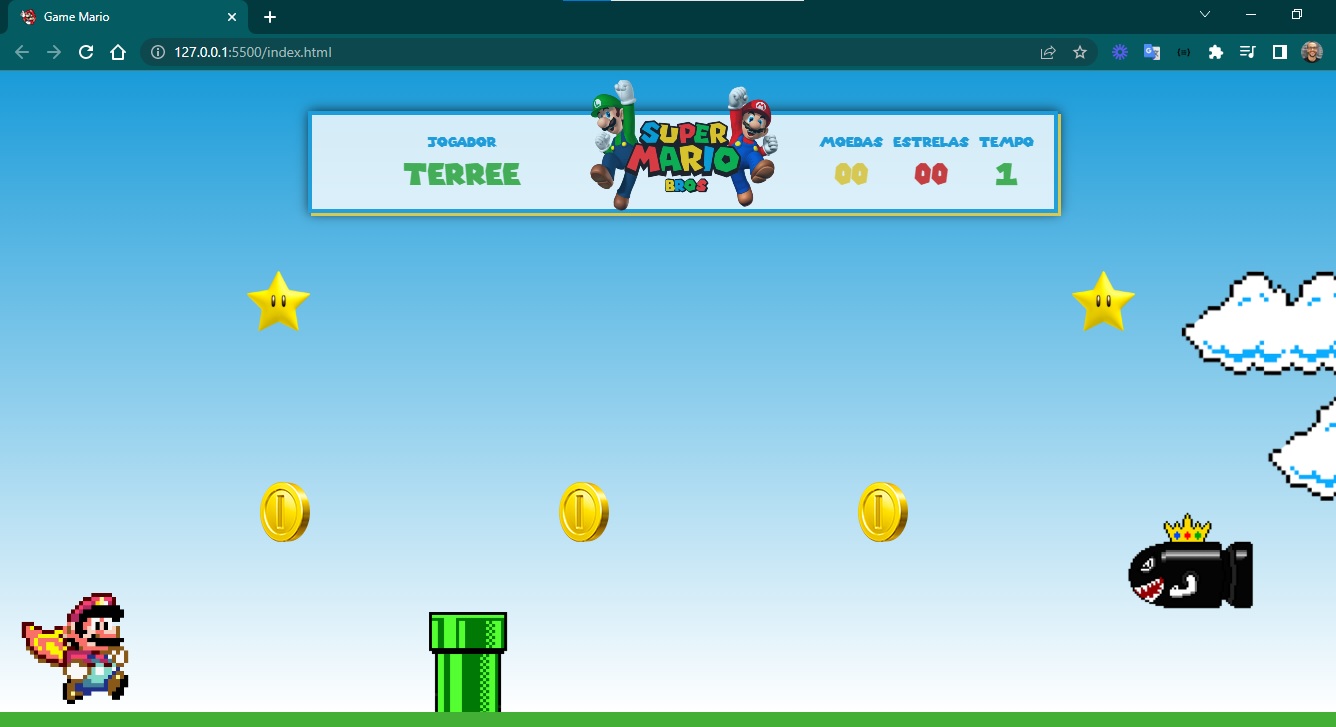 Game Mario
127.0.0.1:5500/index.html
JOGADOR
TERREE
SUPER
MARIO
BROS
MOEDAS ESTRELAS TEMPO
00 00 1